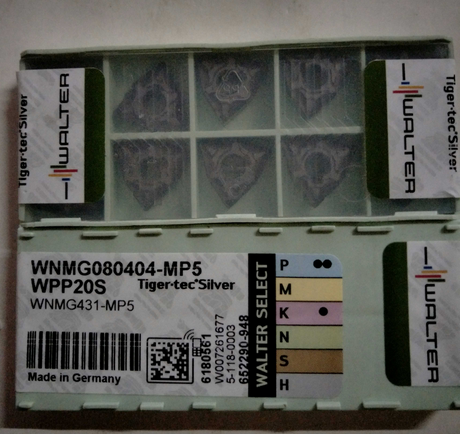 Tiger·tec®Silver
WALTER
Tiger·tec®Silver
WALTER
WNMG080404-MP5
WPP20S Tiger·tec®Silver
WNMG431-MP5
Made in Germany
6180561
W007261677
5-118-0003
652290-948
WALTER SELECT
P
M
K
N
S
H
WALTER